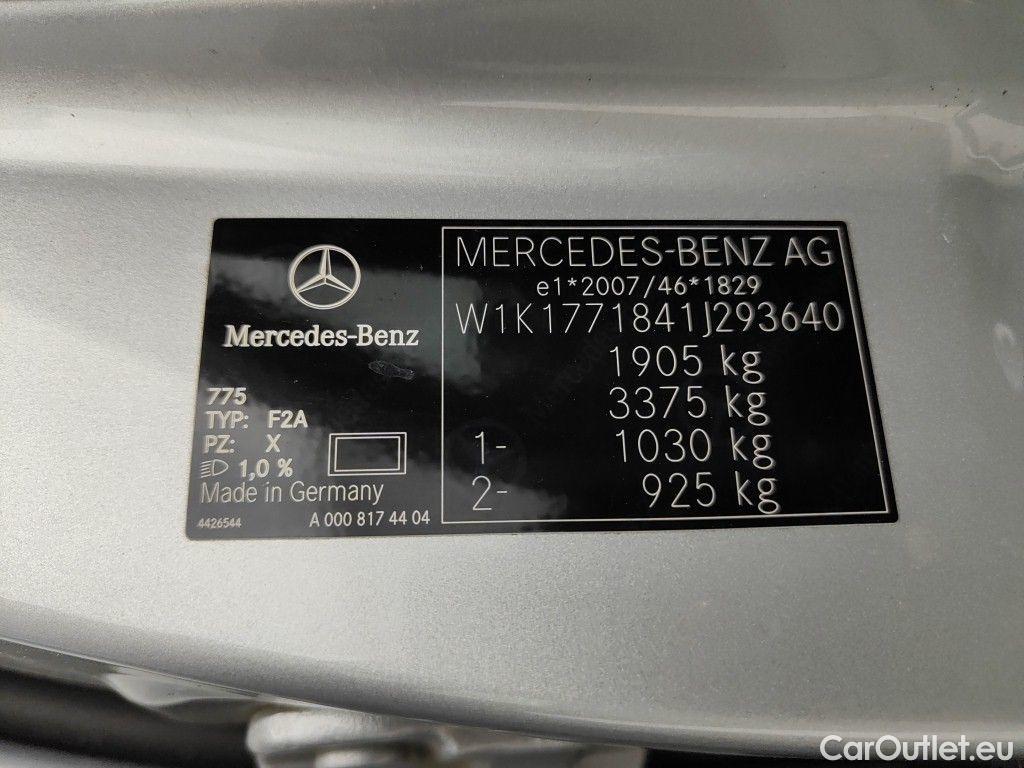 Mercedes-Benz
775
TYP: F2A
PZ: X
1,0 %
Made in Germany
4426544 A 000 817 44 04
MERCEDES-BENZ AG
e1*2007/46*1829
W1K1771841J293640
1905 kg
3375 kg
1- 1030 kg
2- 925 kg
CarOutlet.eu